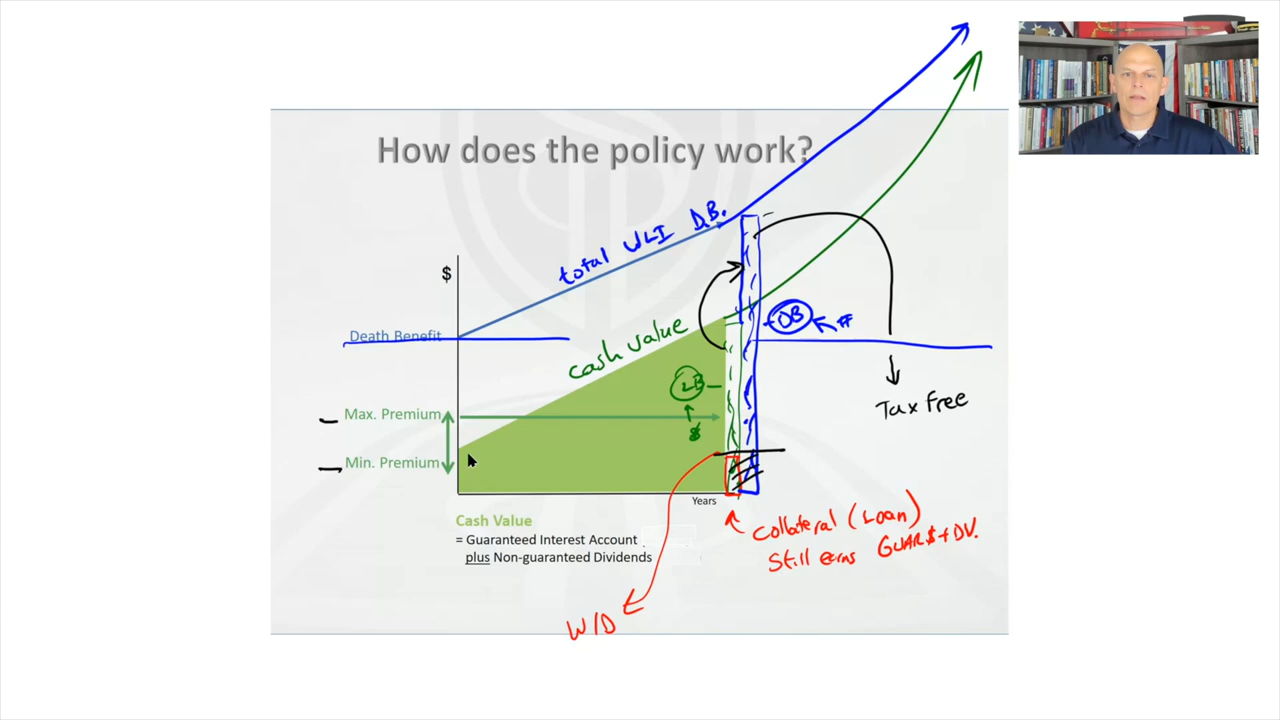 How does the policy work?
total WLI D.B.
$
Death Benefit
+DB
#
cash value
LB
$
Max. Premium
Tax Free
Min. Premium
Years
Cash Value
= Guaranteed Interest Account
plus Non-guaranteed Dividends
Collateral (Loan)
Still earns GUAR $ + DV.
W/D